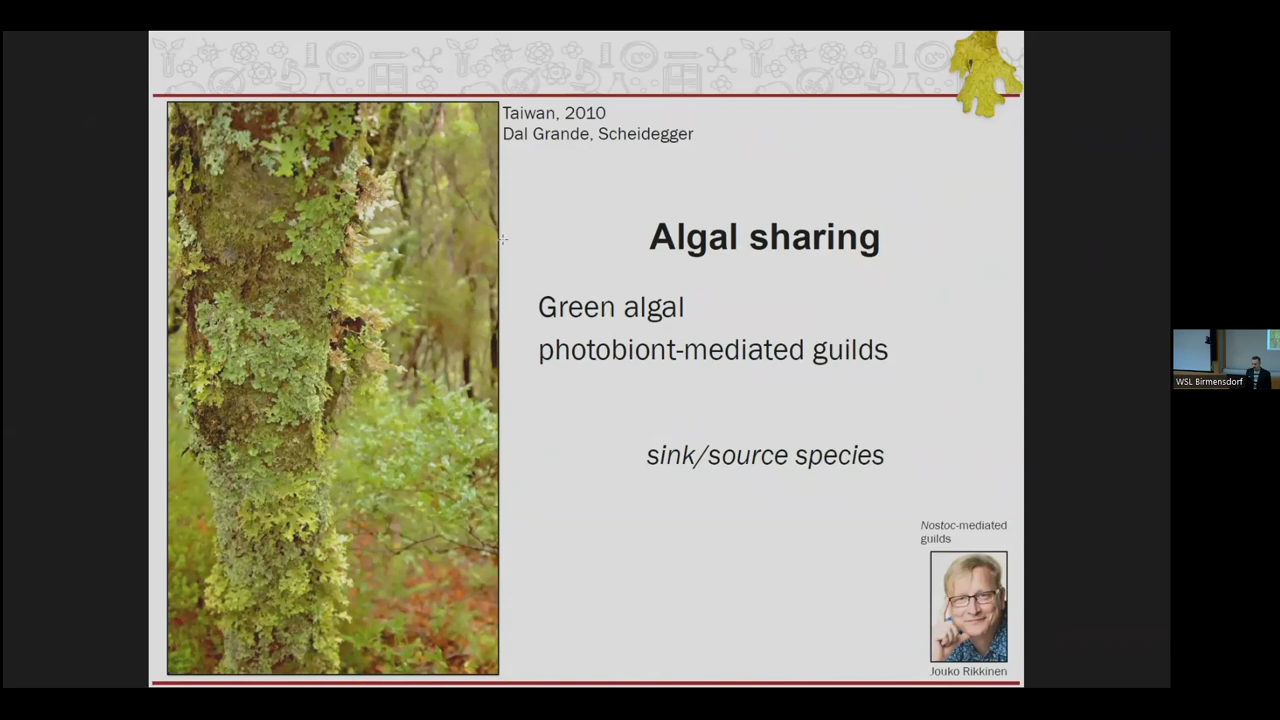 Taiwan, 2010
Dal Grande, Scheidegger
Algal sharing
Green algal
photobiont-mediated guilds
sink/source species
Nostoc-mediated
guilds
Jouko Rikkinen
WSL Birmensdorf